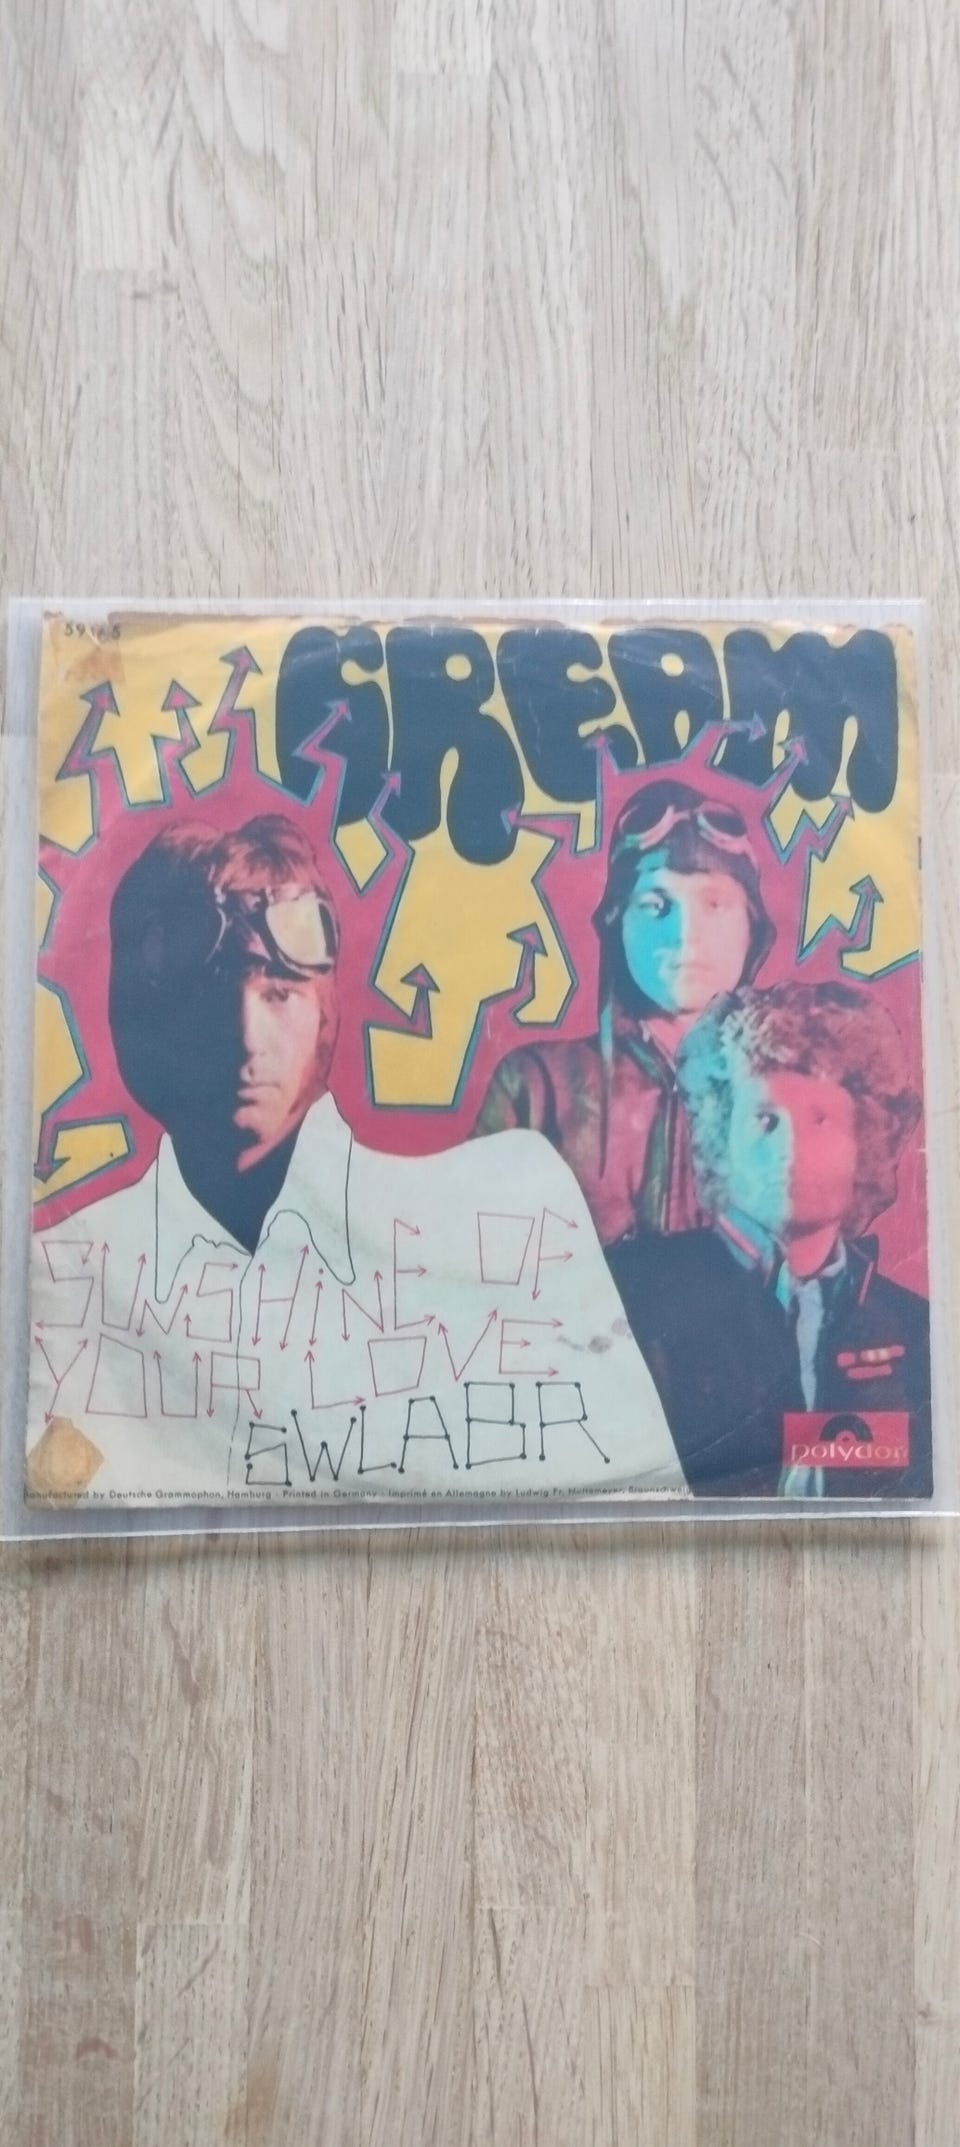 CREAM
SUNSHINE OF
YOUR LOVE
SWLABR
polydor
Manufactured by Deutsche Grammophon, Hamburg · Printed in Germany · Imprimé en Allemagne by Ludwig Fr. Noltemeyer, Braunschweig